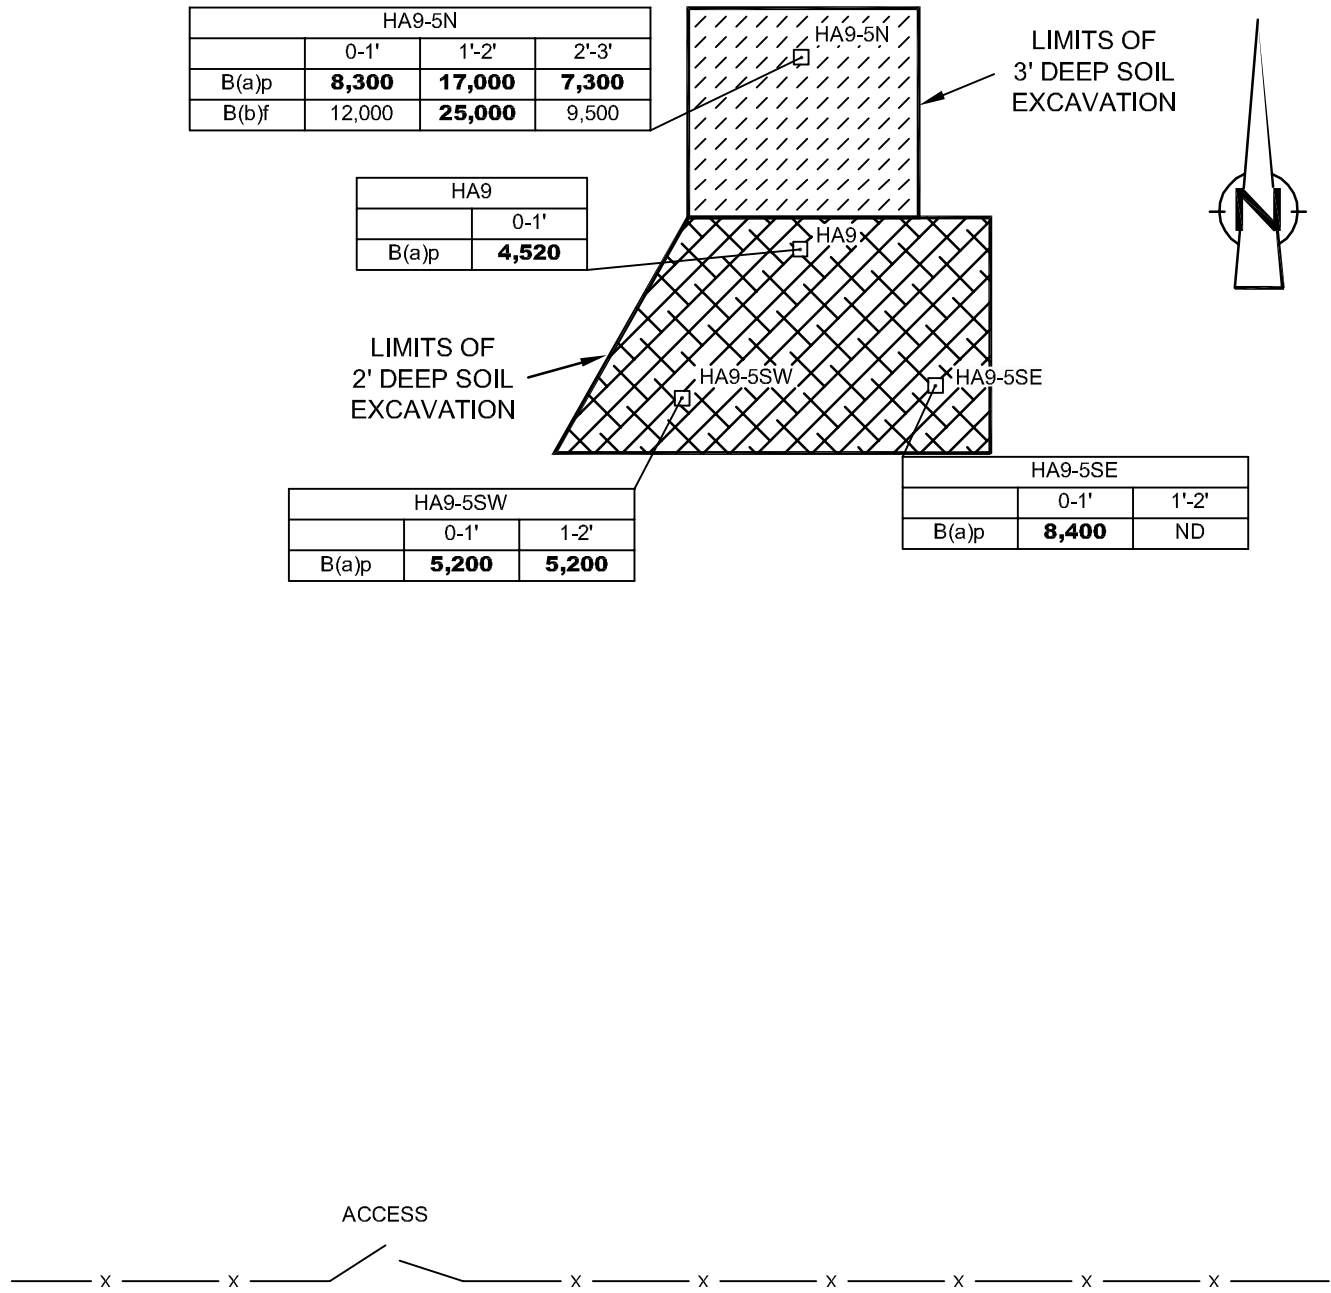 HA9-5N
0-1' 1'-2' 2'-3'
B(a)p 8,300 17,000 7,300
B(b)f 12,000 25,000 9,500
HA9-5N
LIMITS OF
3' DEEP SOIL
EXCAVATION
N
HA9
0-1'
B(a)p 4,520
HA9
LIMITS OF
2' DEEP SOIL
EXCAVATION
HA9-5SW
HA9-5SE
HA9-5SW
0-1' 1-2'
B(a)p 5,200 5,200
HA9-5SE
0-1' 1'-2'
B(a)p 8,400 ND
ACCESS
X X X X X X X X